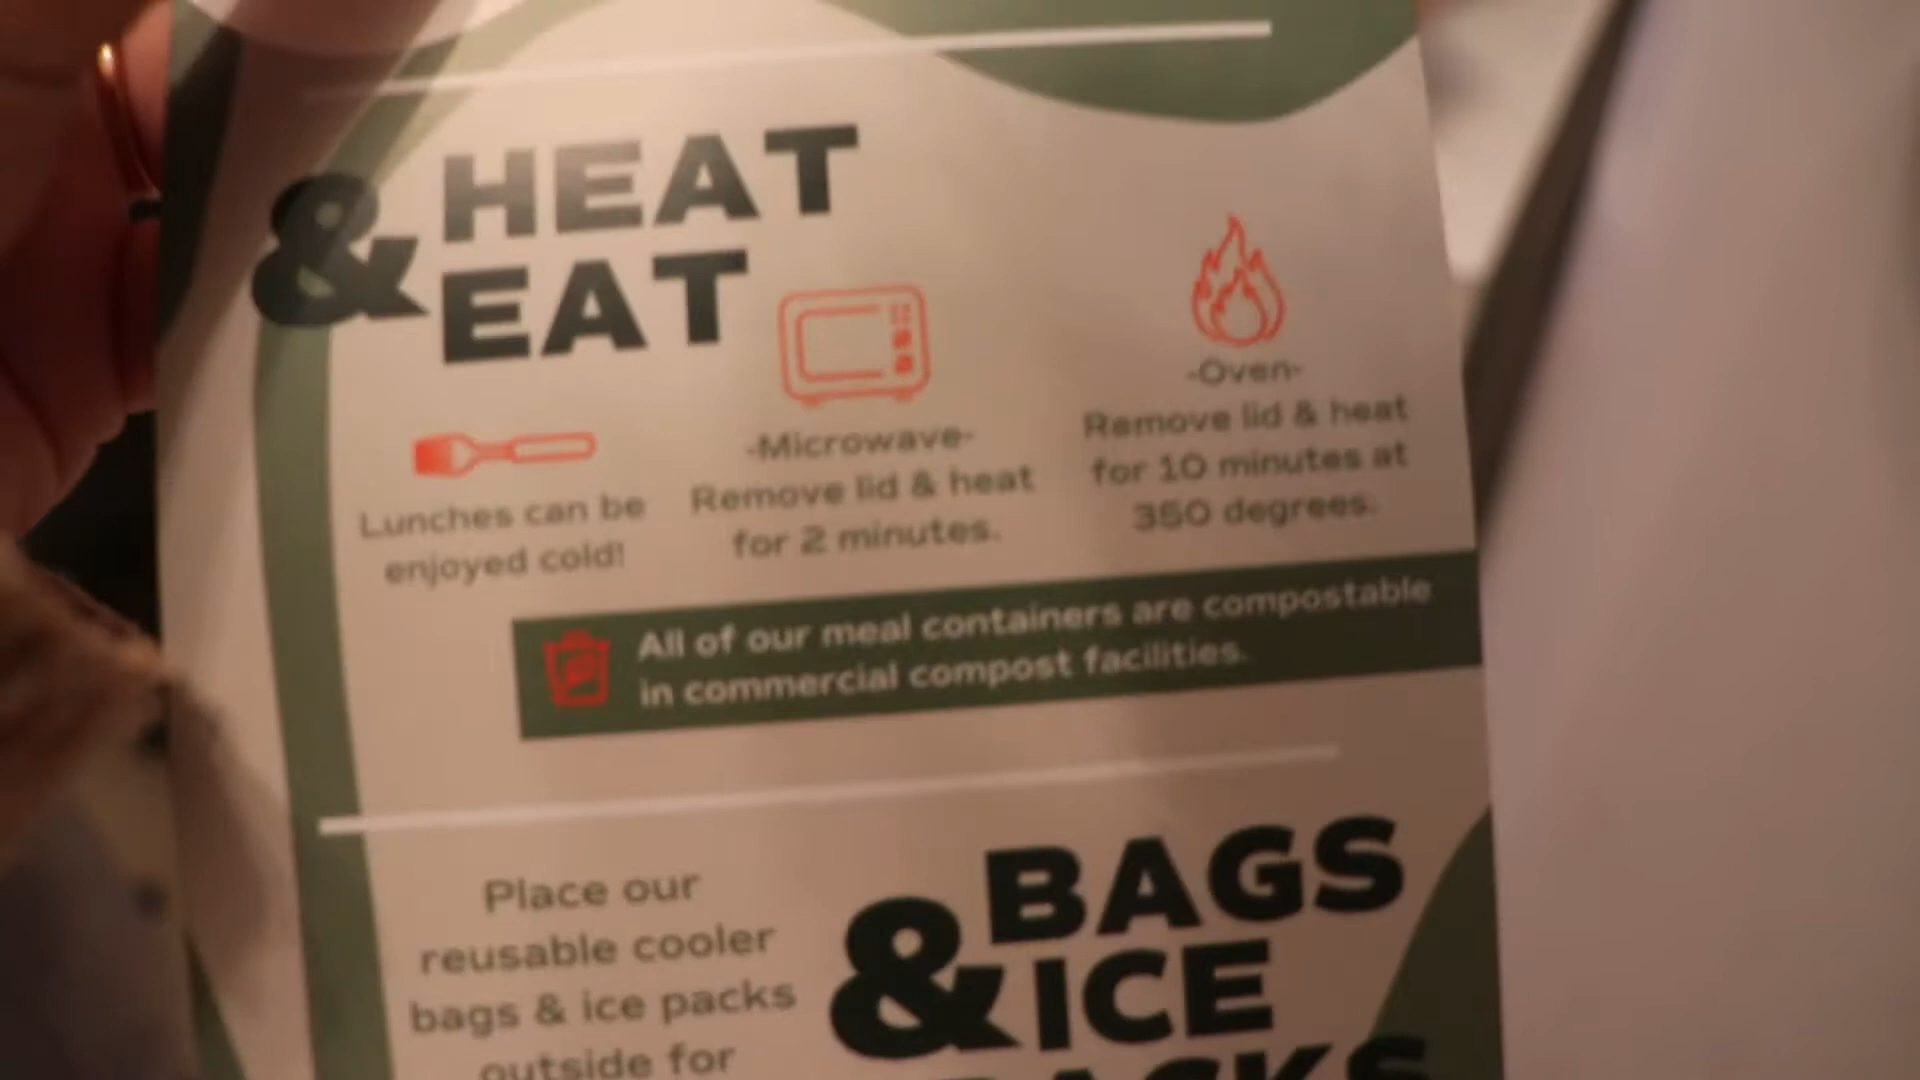 & HEAT
EAT
Lunches can be
enjoyed cold!
-Microwave-
Remove lid & heat
for 2 minutes.
-Oven-
Remove lid & heat
for 10 minutes at
350 degrees.
All of our meal containers are compostable
in commercial compost facilities.
Place our
reusable cooler
bags & ice packs
outside for
& BAGS
ICE
PACKS